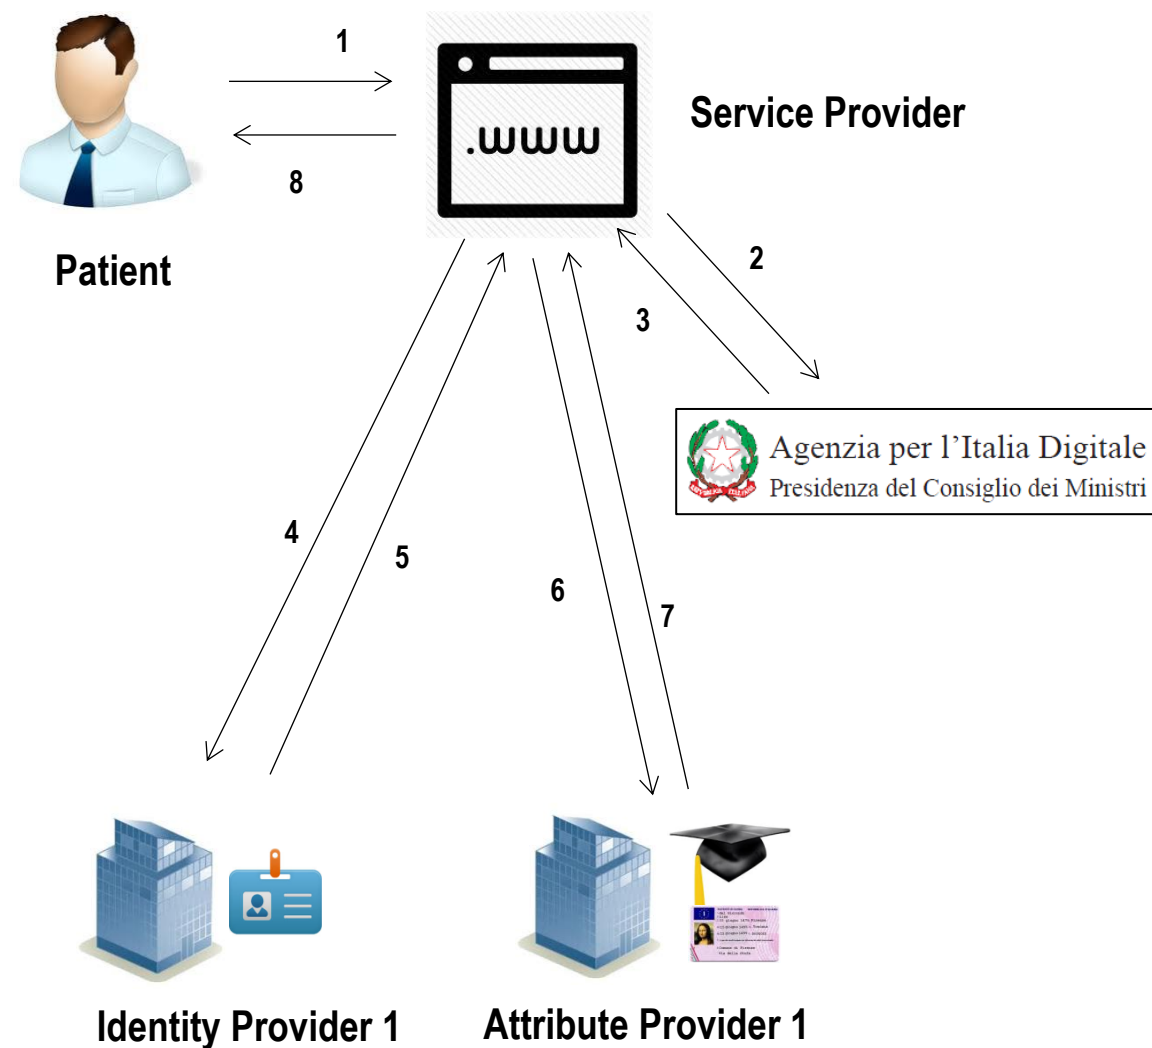 1
Service Provider
.www
8
2
Patient
3
Agenzia per l'Italia Digitale
Presidenza del Consiglio dei Ministri
4
5
6
7
Identity Provider 1
Attribute Provider 1